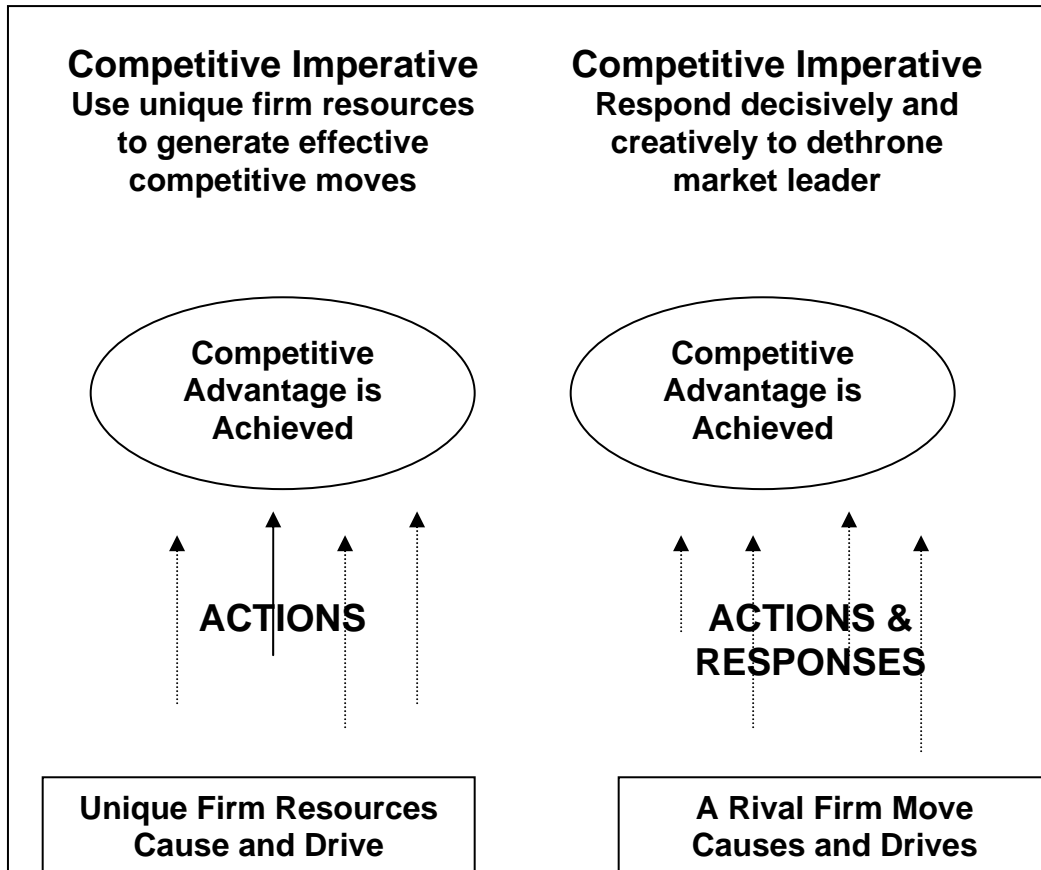 Competitive Imperative
Use unique firm resources
to generate effective
competitive moves
Competitive Imperative
Respond decisively and
creatively to dethrone
market leader
Competitive
Advantage is
Achieved
Competitive
Advantage is
Achieved
ACTIONS
ACTIONS &
RESPONSES
Unique Firm Resources
Cause and Drive
A Rival Firm Move
Causes and Drives